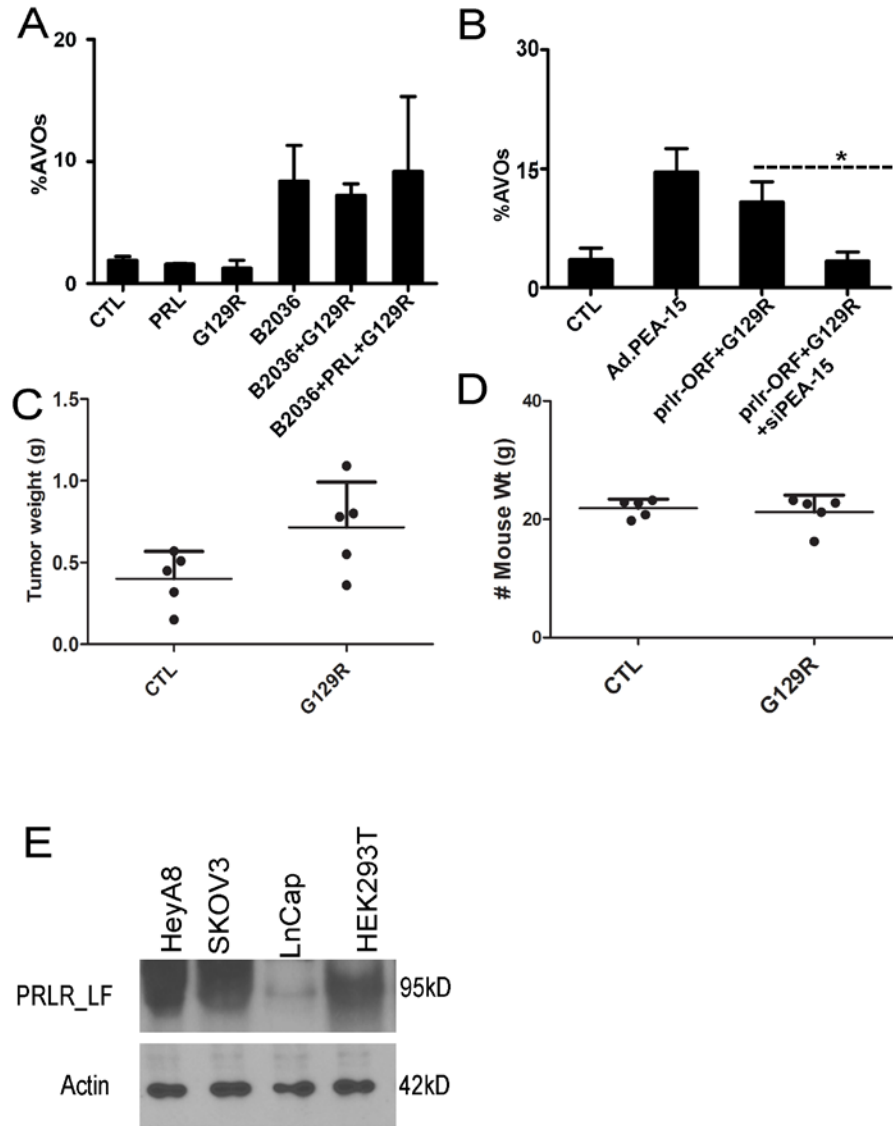 A
20
10
0
%AVOs
CTL
PRL
G129R
B2036
B2036+G129R
B2036+PRL+G129R
B
30
15
0
%AVOs
*
CTL
Ad.PEA-15
prlr-ORF+G129R
prlr-ORF+G129R
+siPEA-15
C
1.5
1.0
0.5
0.0
Tumor weight (g)
CTL
G129R
D
40
20
0
# Mouse Wt (g)
CTL
G129R
E
HeyA8
SKOV3
LnCap
HEK293T
PRLR_LF
95kD
Actin
42kD